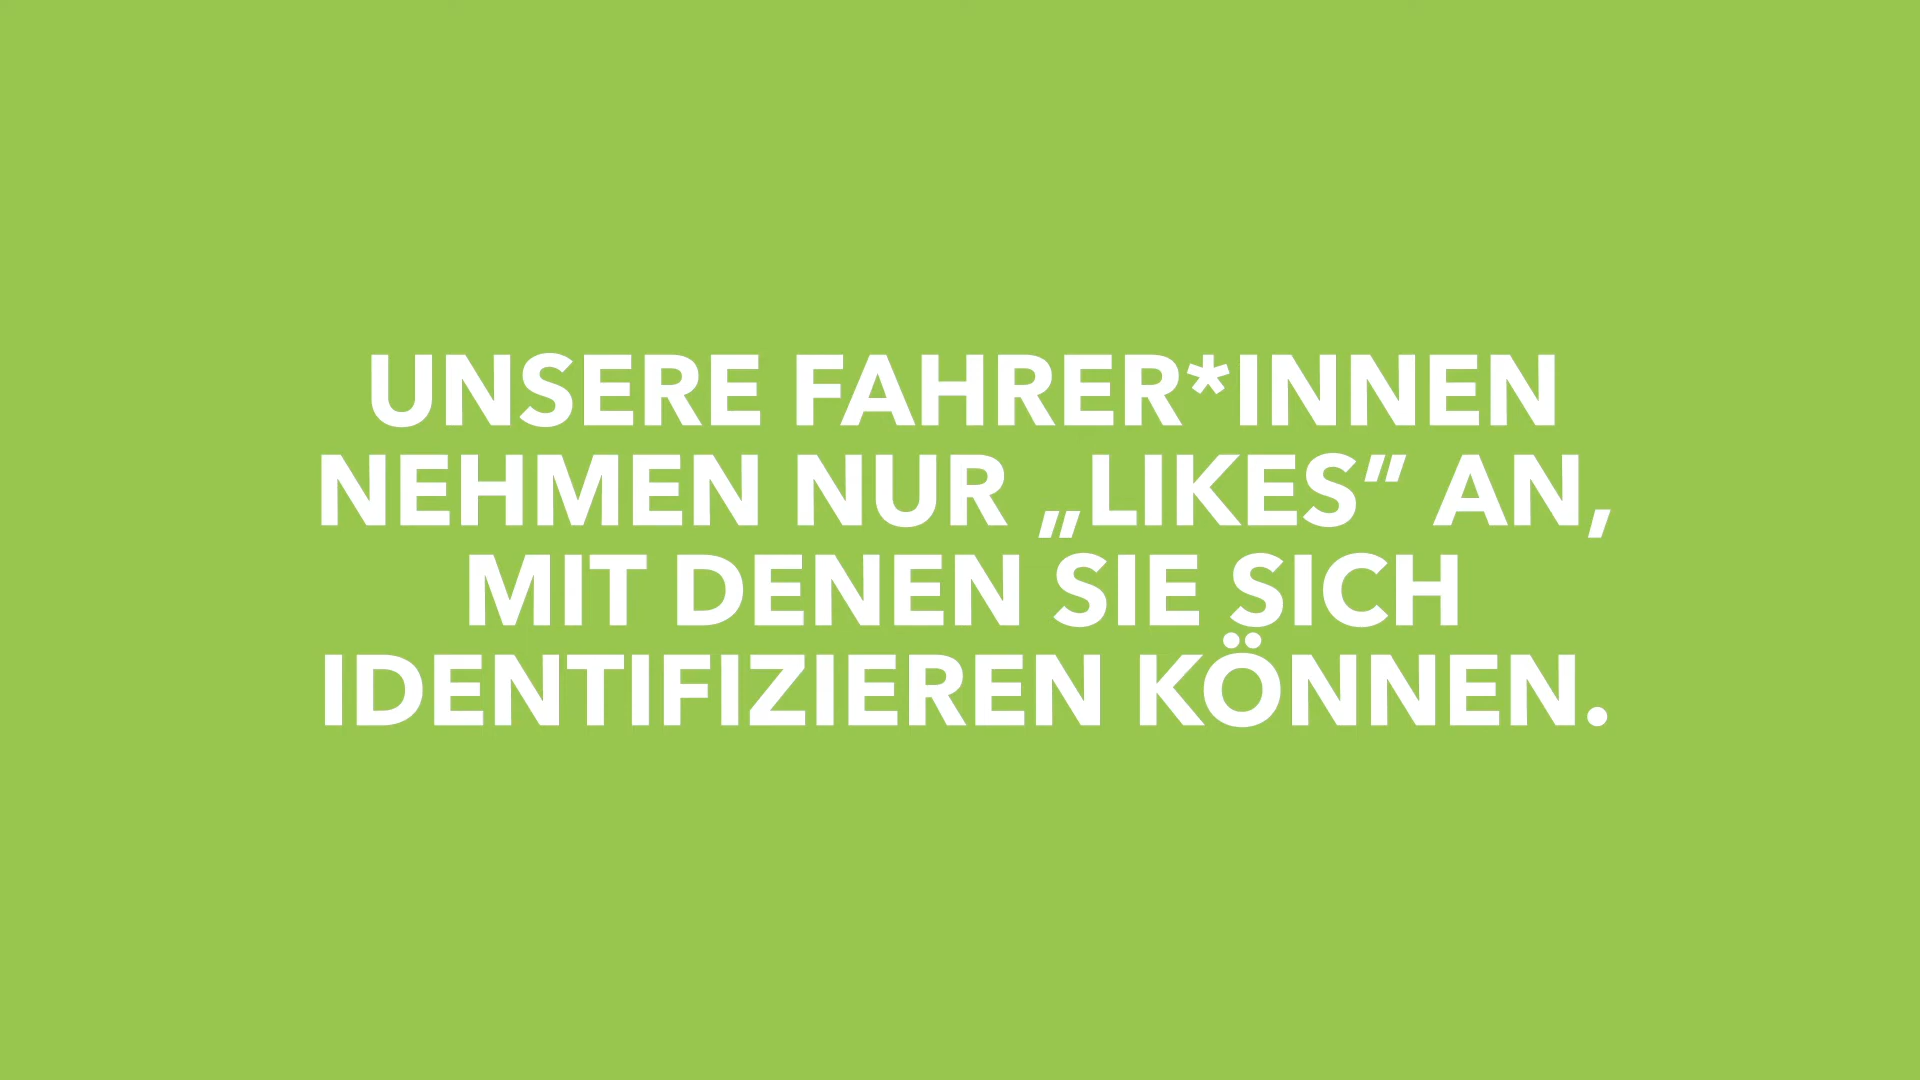 UNSERE FAHRER*INNEN
NEHMEN NUR „LIKES” AN,
MIT DENEN SIE SICH
IDENTIFIZIEREN KÖNNEN.